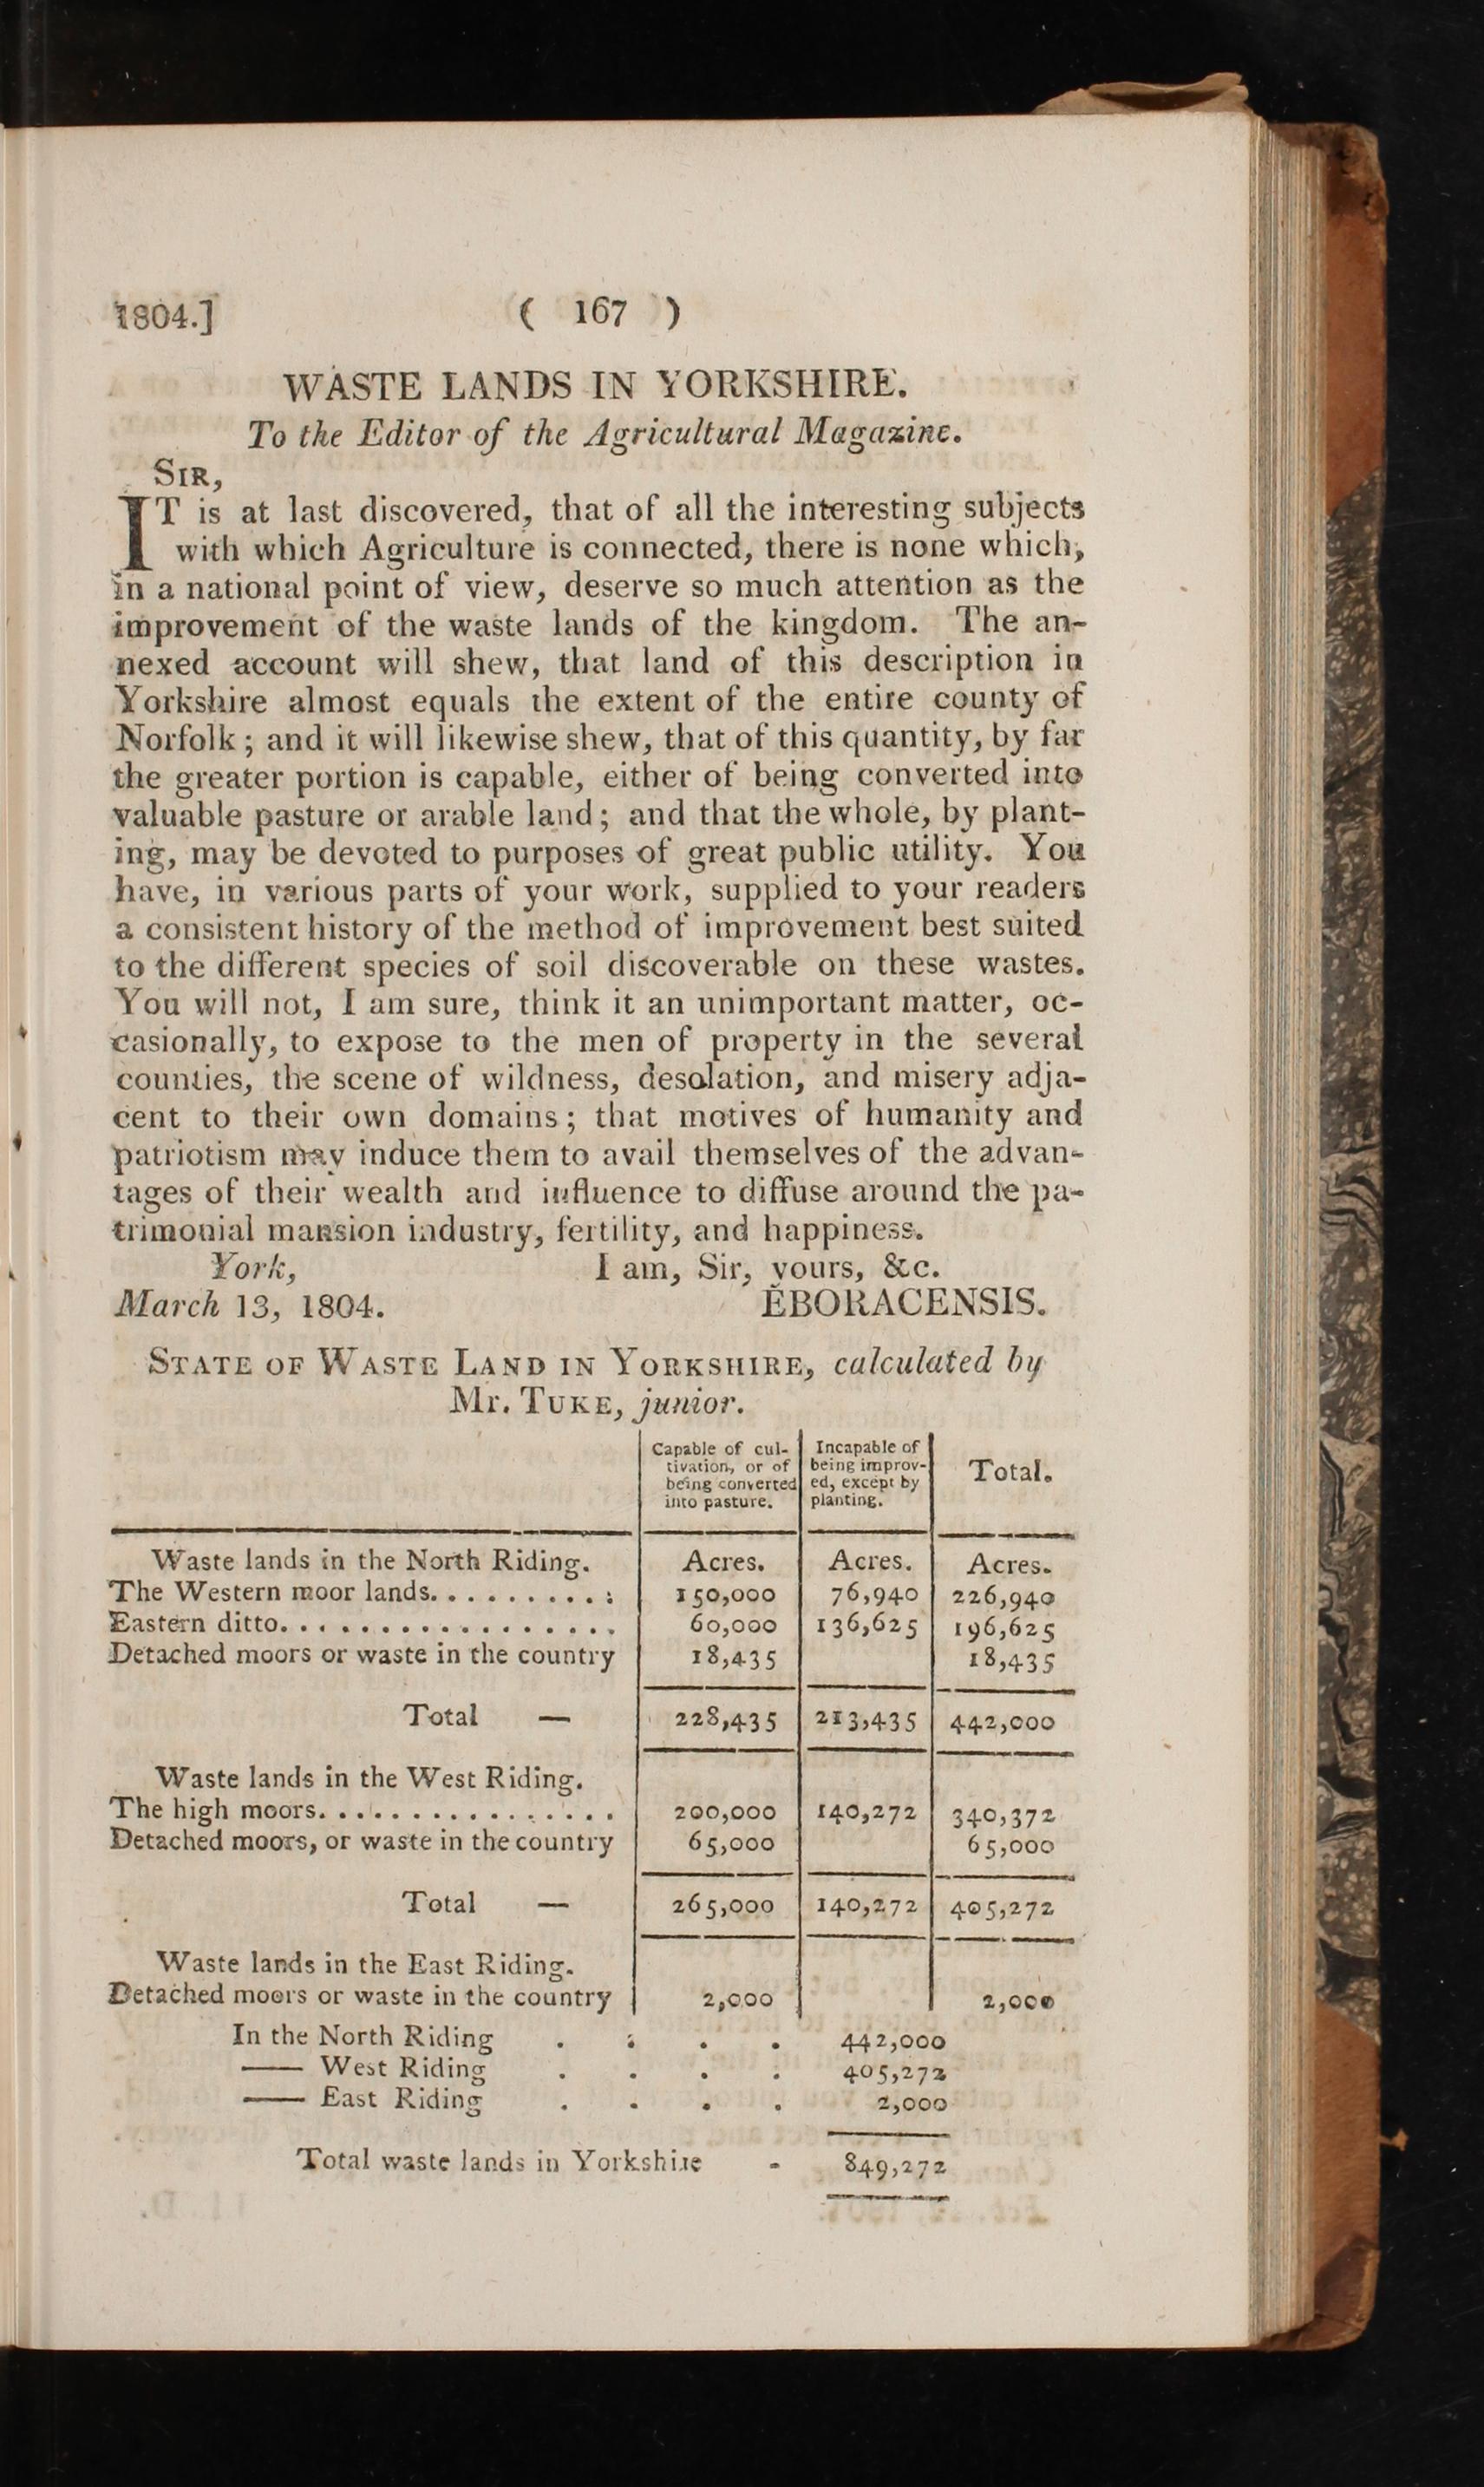 1804.] ( 167 )
WASTE LANDS IN YORKSHIRE.
To the Editor of the Agricultural Magazine.
SIR,
IT is at last discovered, that of all the interesting subjects
with which Agriculture is connected, there is none which,
in a national point of view, deserve so much attention as the
improvement of the waste lands of the kingdom. The an-
nexed account will shew, that land of this description in
Yorkshire almost equals the extent of the entire county of
Norfolk; and it will likewise shew, that of this quantity, by far
the greater portion is capable, either of being converted into
valuable pasture or arable land; and that the whole, by plant-
ing, may be devoted to purposes of great public utility. You
have, in various parts of your work, supplied to your readers
a consistent history of the method of improvement best suited
to the different species of soil discoverable on these wastes.
You will not, I am sure, think it an unimportant matter, oc-
casionally, to expose to the men of property in the several
counties, the scene of wildness, desolation, and misery adja-
cent to their own domains; that motives of humanity and
patriotism may induce them to avail themselves of the advan-
tages of their wealth and influence to diffuse around the pa-
trimonial mansion industry, fertility, and happiness.
York, I am, Sir, yours, &c.
March 13, 1804. EBORACENSIS.
STATE OF WASTE LAND IN YORKSHIRE, calculated by
Mr. TUKE, junior.
Capable of cul- Incapable of
tivation, or of being improv- Total.
being converted ed, except by
into pasture. planting.
Waste lands in the North Riding. Acres. Acres. Acres.
The Western moor lands. . . . . . . . . . : 150,000 76,940 226,940
Eastern ditto. . . . . . . . . . . . . . . . . 60,000 136,625 196,625
Detached moors or waste in the country 18,435 18,435
Total — 228,435 213,435 442,000
Waste lands in the West Riding.
The high moors. . . . . . . . . . . . . . . . 200,000 140,272 340,372
Detached moors, or waste in the country 65,000 65,000
Total — 265,000 140,272 405,272
Waste lands in the East Riding.
Detached moors or waste in the country 2,000 2,000
In the North Riding . . . . 442,000
—— West Riding . . . . 405,272
—— East Riding . . . . 2,000
Total waste lands in Yorkshire - 849,272